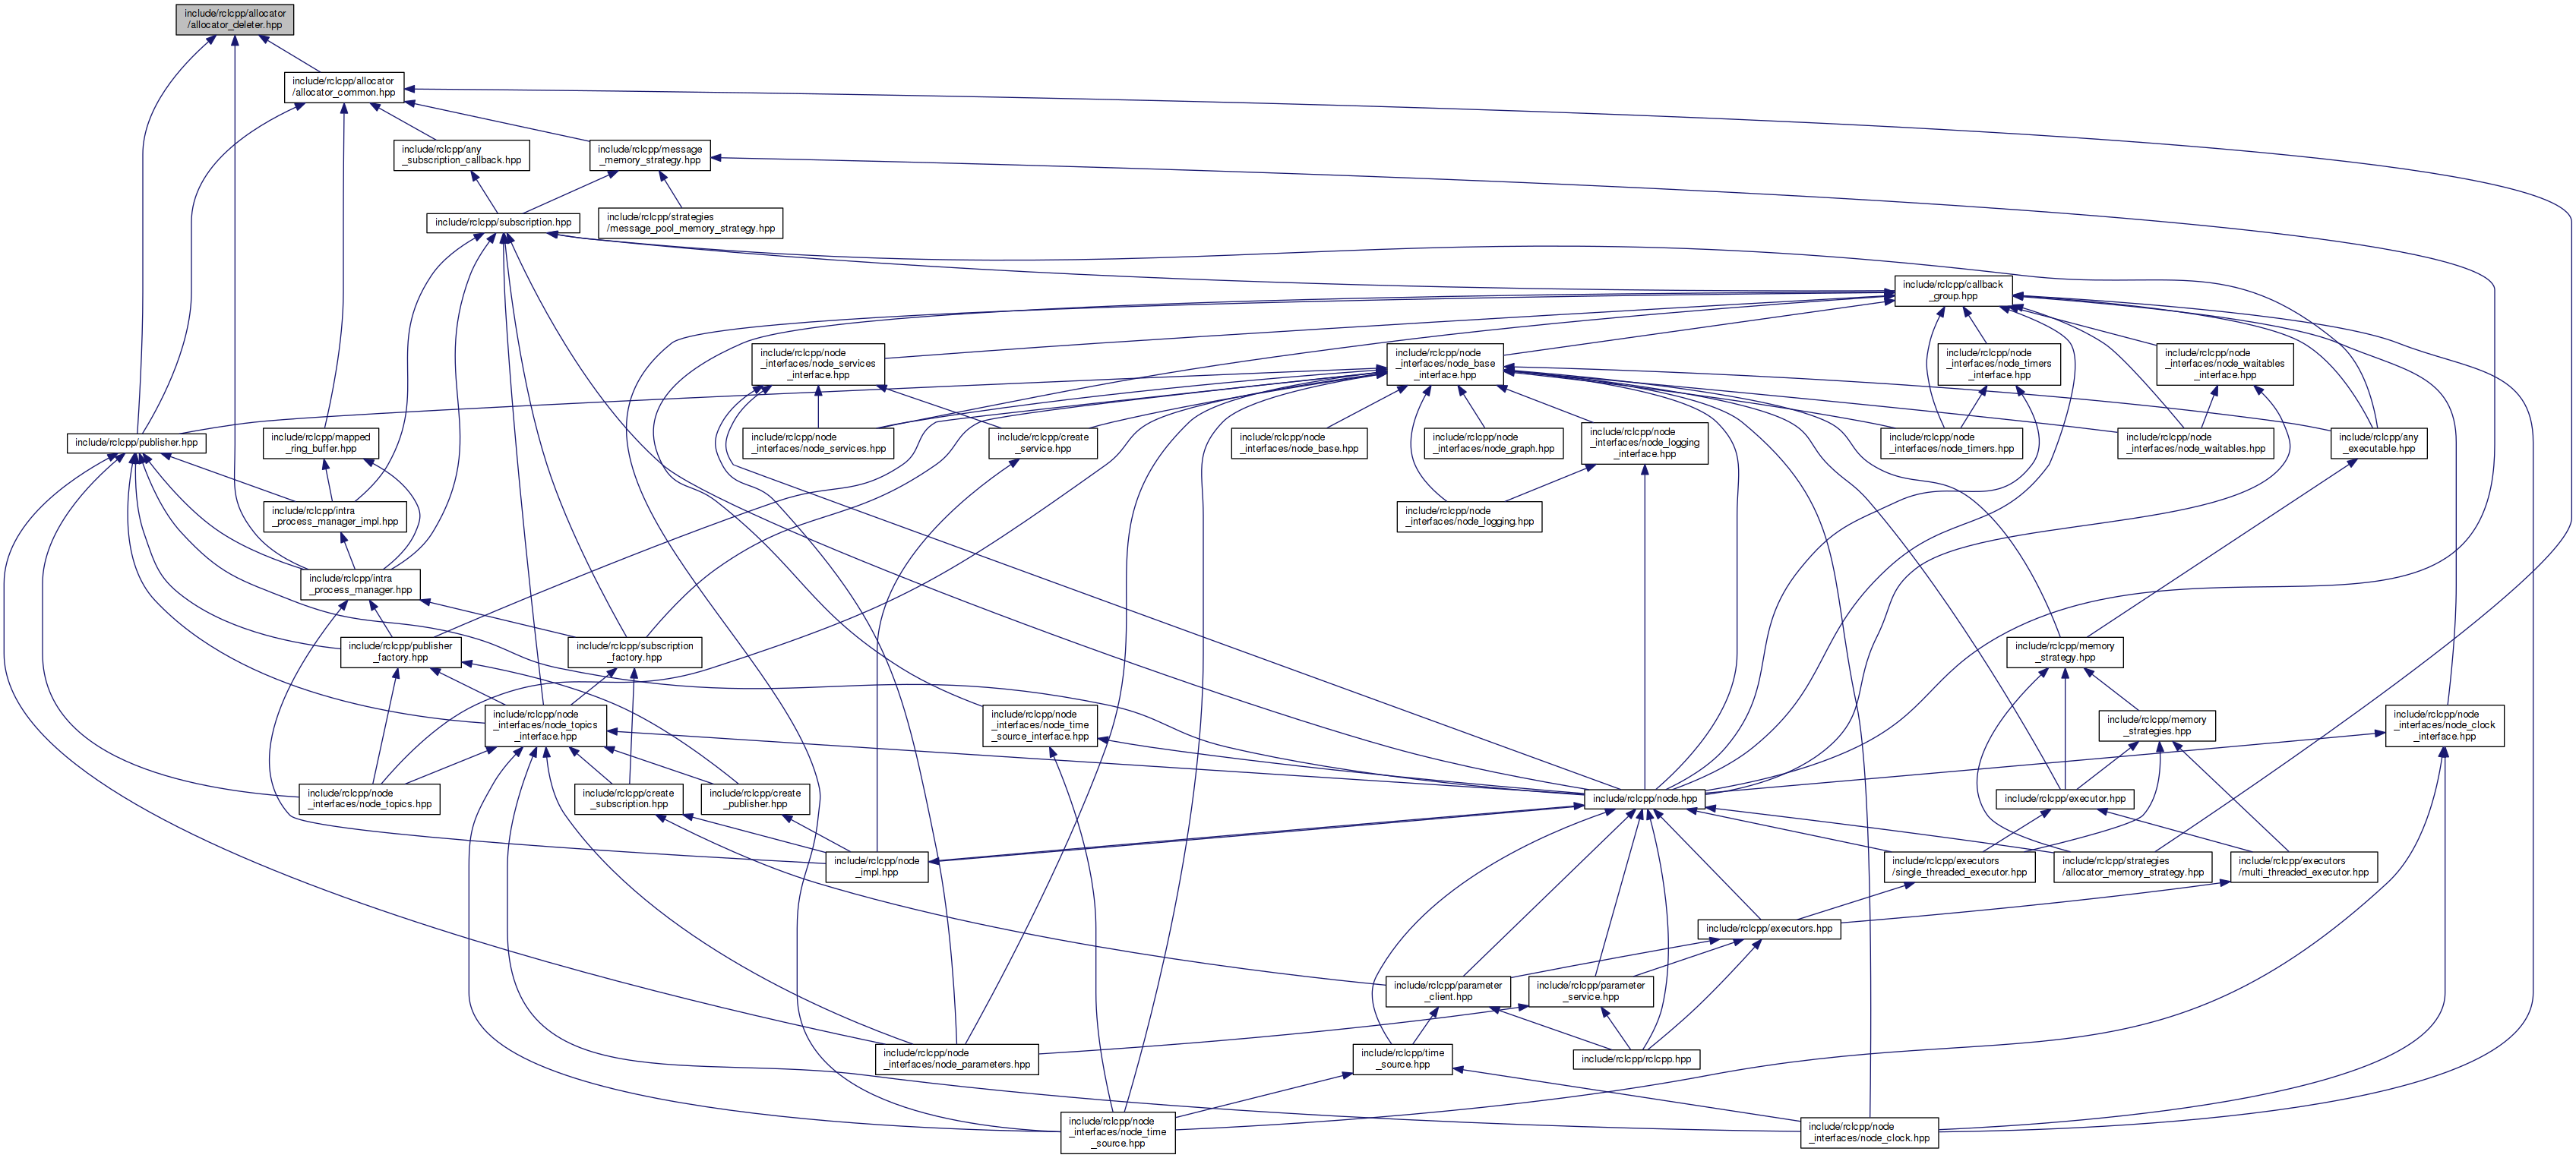 include/rclcpp/allocator
/allocator_deleter.hpp
include/rclcpp/allocator
/allocator_common.hpp
include/rclcpp/any
_subscription_callback.hpp
include/rclcpp/message
_memory_strategy.hpp
include/rclcpp/subscription.hpp
include/rclcpp/strategies
/message_pool_memory_strategy.hpp
include/rclcpp/callback
_group.hpp
include/rclcpp/node
_interfaces/node_services
_interface.hpp
include/rclcpp/node
_interfaces/node_base
_interface.hpp
include/rclcpp/node
_interfaces/node_timers
_interface.hpp
include/rclcpp/node
_interfaces/node_waitables
_interface.hpp
include/rclcpp/publisher.hpp
include/rclcpp/mapped
_ring_buffer.hpp
include/rclcpp/node
_interfaces/node_services.hpp
include/rclcpp/create
_service.hpp
include/rclcpp/node
_interfaces/node_base.hpp
include/rclcpp/node
_interfaces/node_graph.hpp
include/rclcpp/node
_interfaces/node_logging
_interface.hpp
include/rclcpp/node
_interfaces/node_timers.hpp
include/rclcpp/node
_interfaces/node_waitables.hpp
include/rclcpp/any
_executable.hpp
include/rclcpp/intra
_process_manager_impl.hpp
include/rclcpp/node
_interfaces/node_logging.hpp
include/rclcpp/intra
_process_manager.hpp
include/rclcpp/publisher
_factory.hpp
include/rclcpp/subscription
_factory.hpp
include/rclcpp/memory
_strategy.hpp
include/rclcpp/node
_interfaces/node_topics
_interface.hpp
include/rclcpp/node
_interfaces/node_time
_source_interface.hpp
include/rclcpp/memory
_strategies.hpp
include/rclcpp/node
_interfaces/node_clock
_interface.hpp
include/rclcpp/node
_interfaces/node_topics.hpp
include/rclcpp/create
_subscription.hpp
include/rclcpp/create
_publisher.hpp
include/rclcpp/node.hpp
include/rclcpp/executor.hpp
include/rclcpp/node
_impl.hpp
include/rclcpp/executors
/single_threaded_executor.hpp
include/rclcpp/strategies
/allocator_memory_strategy.hpp
include/rclcpp/executors
/multi_threaded_executor.hpp
include/rclcpp/executors.hpp
include/rclcpp/parameter
_client.hpp
include/rclcpp/parameter
_service.hpp
include/rclcpp/node
_interfaces/node_parameters.hpp
include/rclcpp/time
_source.hpp
include/rclcpp/rclcpp.hpp
include/rclcpp/node
_interfaces/node_time
_source.hpp
include/rclcpp/node
_interfaces/node_clock.hpp